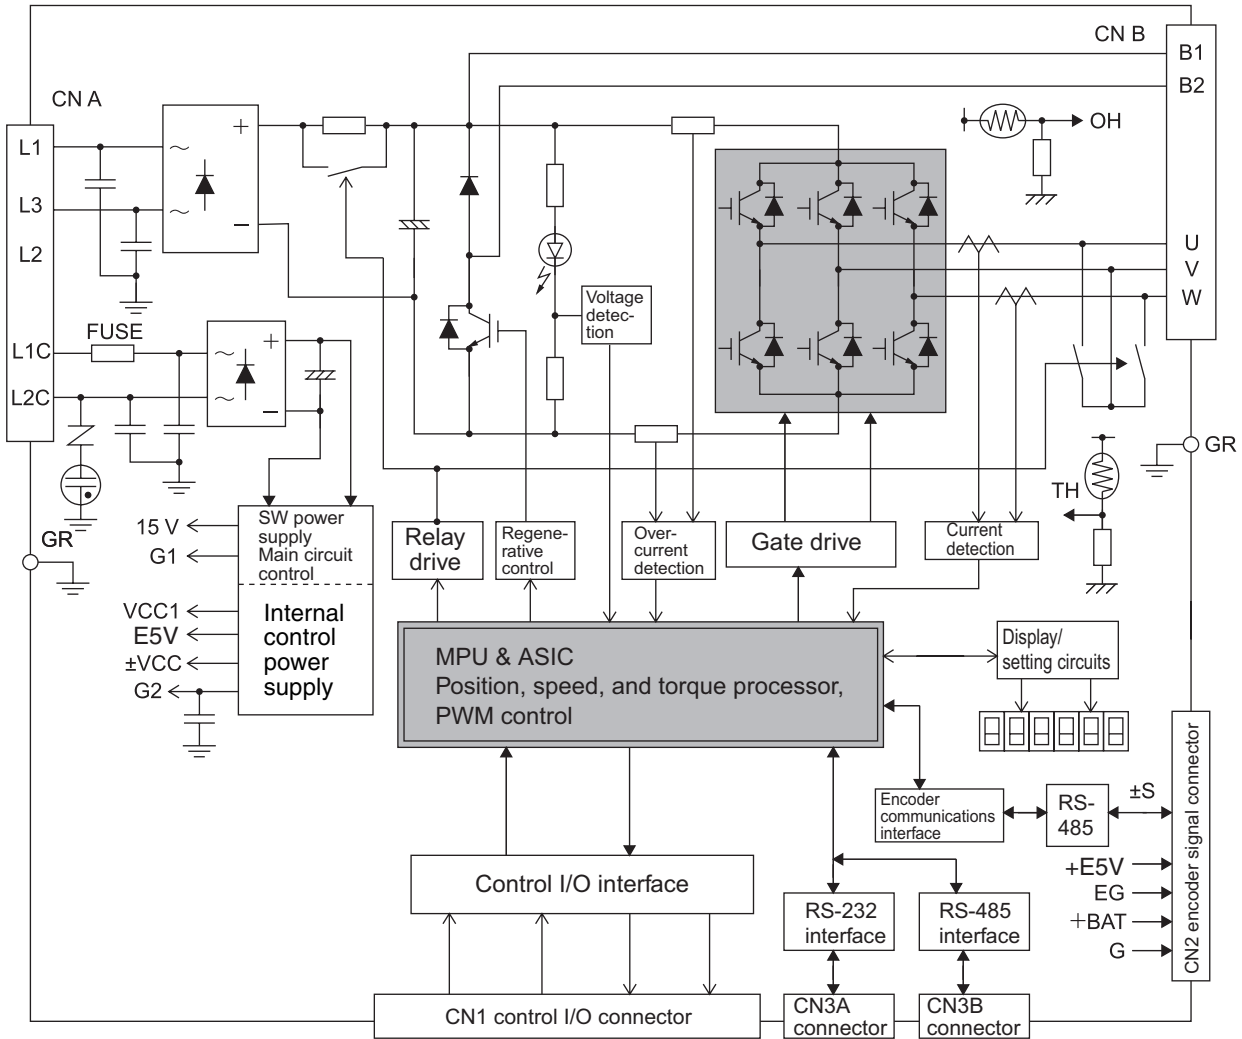 CN B
B1
B2
CN A
L1
L3
L2
+
~
~
−
OH
U
V
W
FUSE
L1C
L2C
~
~
+
−
Voltage
detec-
tion
GR
TH
GR
15 V
G1
VCC1
E5V
±VCC
G2
SW power
supply
Main circuit
control
Internal
control
power
supply
Relay
drive
Regene-
rative
control
Over-
current
detection
Gate drive
Current
detection
MPU & ASIC
Position, speed, and torque processor,
PWM control
Display/
setting circuits
Encoder
communications
interface
RS-
485
±S
+E5V
EG
+BAT
G
CN2 encoder signal connector
Control I/O interface
RS-232
interface
RS-485
interface
CN1 control I/O connector
CN3A
connector
CN3B
connector